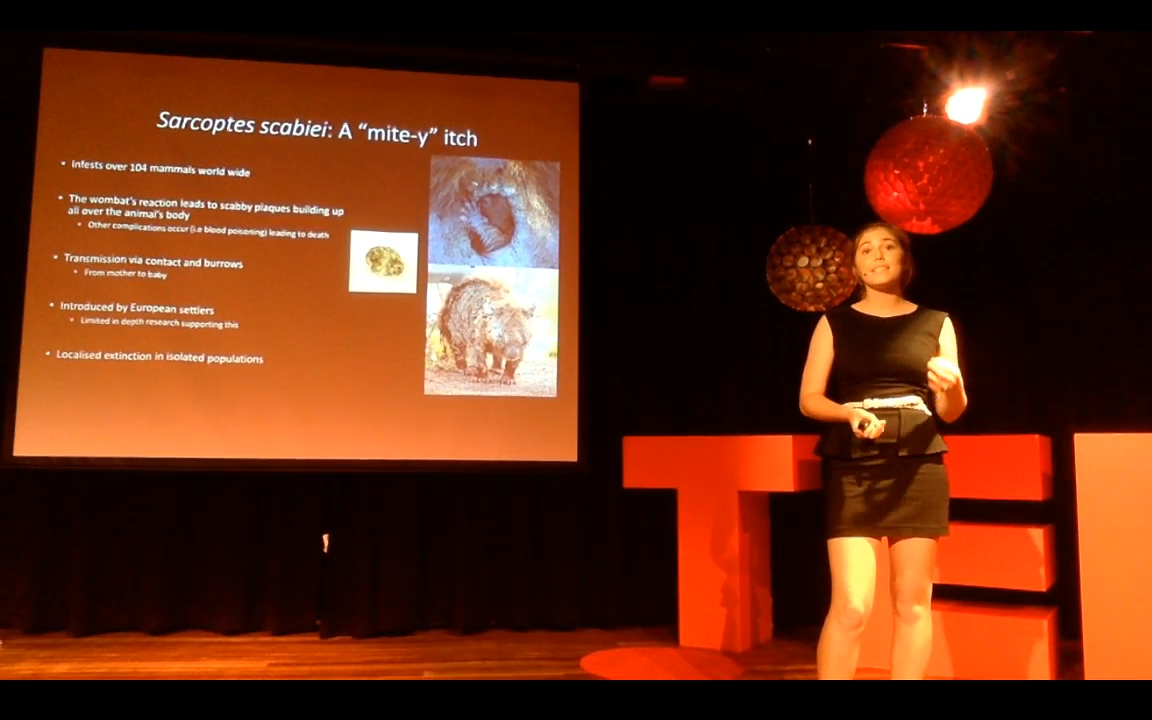 Sarcoptes scabiei: A “mite-y” itch
• Infests over 104 mammals world wide
• The wombat's reaction leads to scabby plaques building up
all over the animal's body
• Other complications occur (i.e blood poisoning) leading to death
• Transmission via contact and burrows
• From mother to baby
• Introduced by European settlers
• Limited in depth research supporting this
• Localised extinction in isolated populations
TE